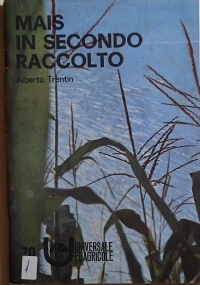 MAIS
IN SECONDO
RACCOLTO
Alberto Trentin
70
UNIVERSALE
EDAGRICOLE